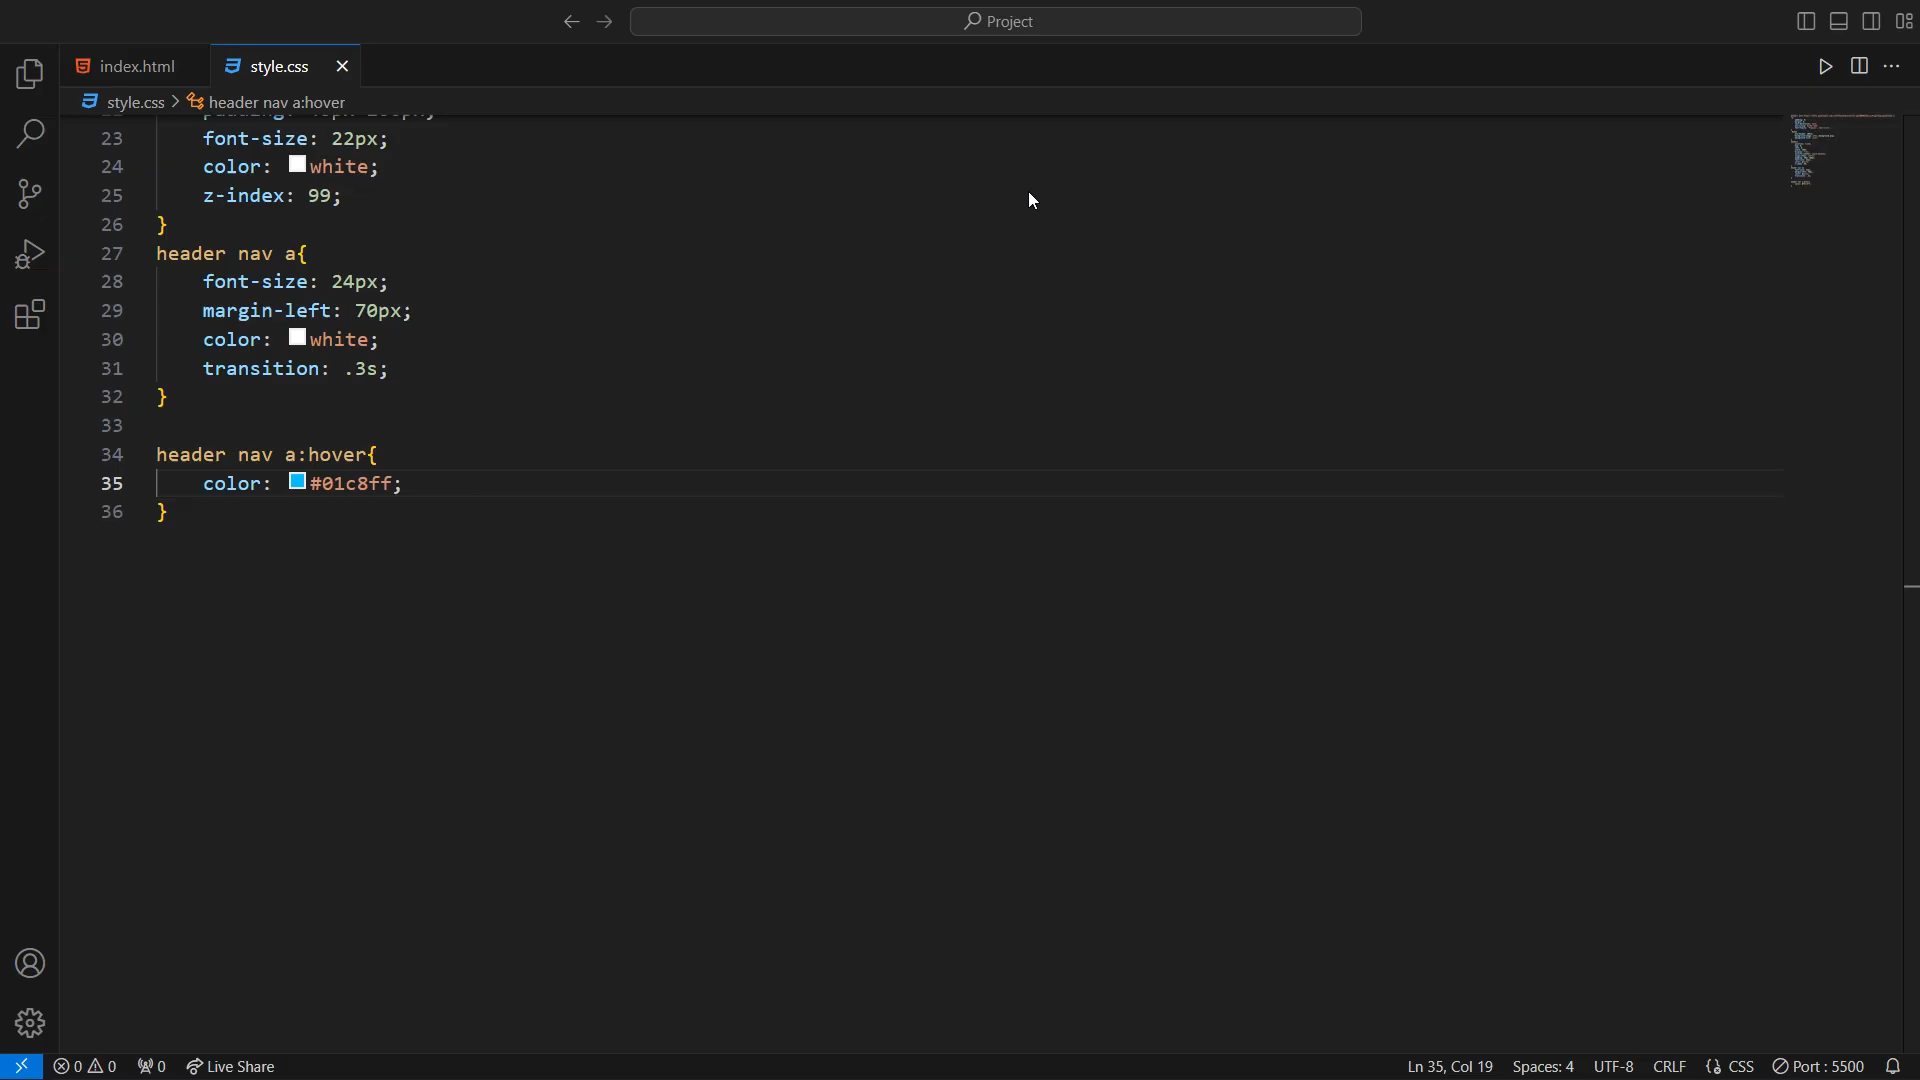 Project
index.html
style.css
style.css > header nav a:hover
23 font-size: 22px;
24 color: white;
25 z-index: 99;
26 }
27 header nav a{
28 font-size: 24px;
29 margin-left: 70px;
30 color: white;
31 transition: .3s;
32 }
33
34 header nav a:hover{
35 color: #01c8ff;
36 }
0 0 0 Live Share
Ln 35, Col 19 Spaces: 4 UTF-8 CRLF {} CSS Port : 5500